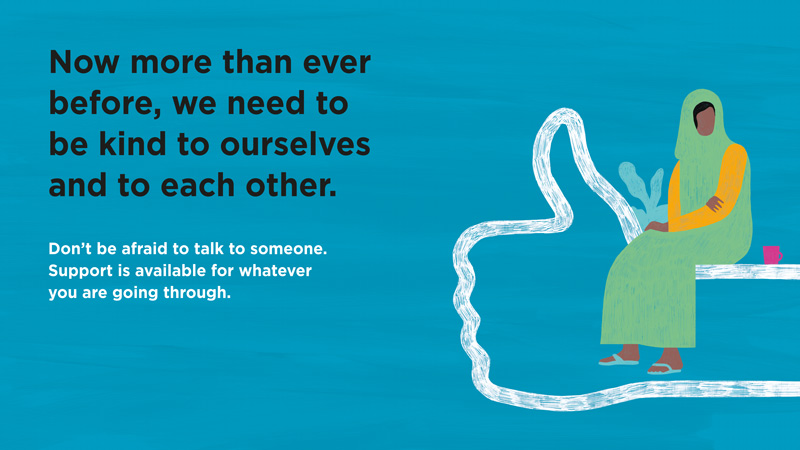 Now more than ever
before, we need to
be kind to ourselves
and to each other.
Don’t be afraid to talk to someone.
Support is available for whatever
you are going through.